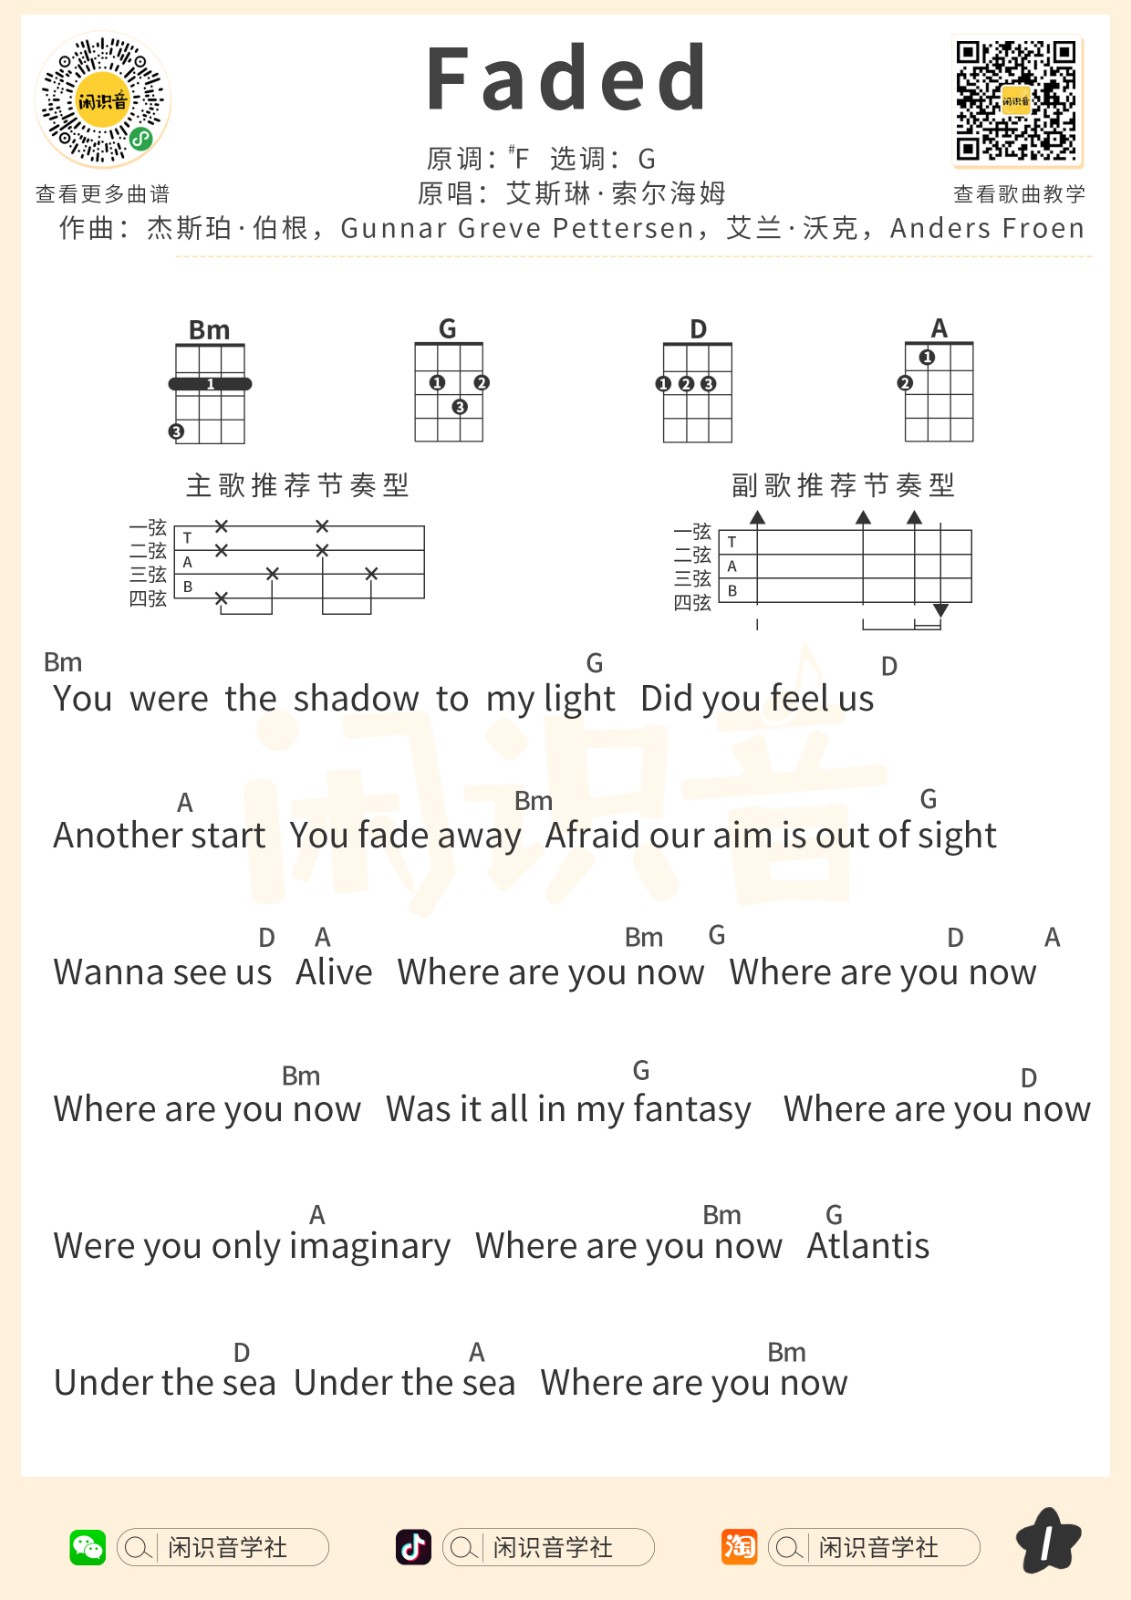 Faded
闲识音
闲识音
原调：#F 选调：G
查看更多曲谱
原唱：艾斯琳·索尔海姆
查看歌曲教学
作曲：杰斯珀·伯根，Gunnar Greve Pettersen，艾兰·沃克，Anders Froen
Bm G D A
1 3
1 2 3
1 2 3
1 2
主歌推荐节奏型 副歌推荐节奏型
一弦
二弦
三弦
四弦
T
A
B
一弦
二弦
三弦
四弦
T
A
B
Bm G D
You were the shadow to my light Did you feel us
闲识音
A Bm G
Another start You fade away Afraid our aim is out of sight
D A Bm G D A
Wanna see us Alive Where are you now Where are you now
Bm G D
Where are you now Was it all in my fantasy Where are you now
A Bm G
Were you only imaginary Where are you now Atlantis
D A Bm
Under the sea Under the sea Where are you now
闲识音学社 闲识音学社 淘 闲识音学社 1